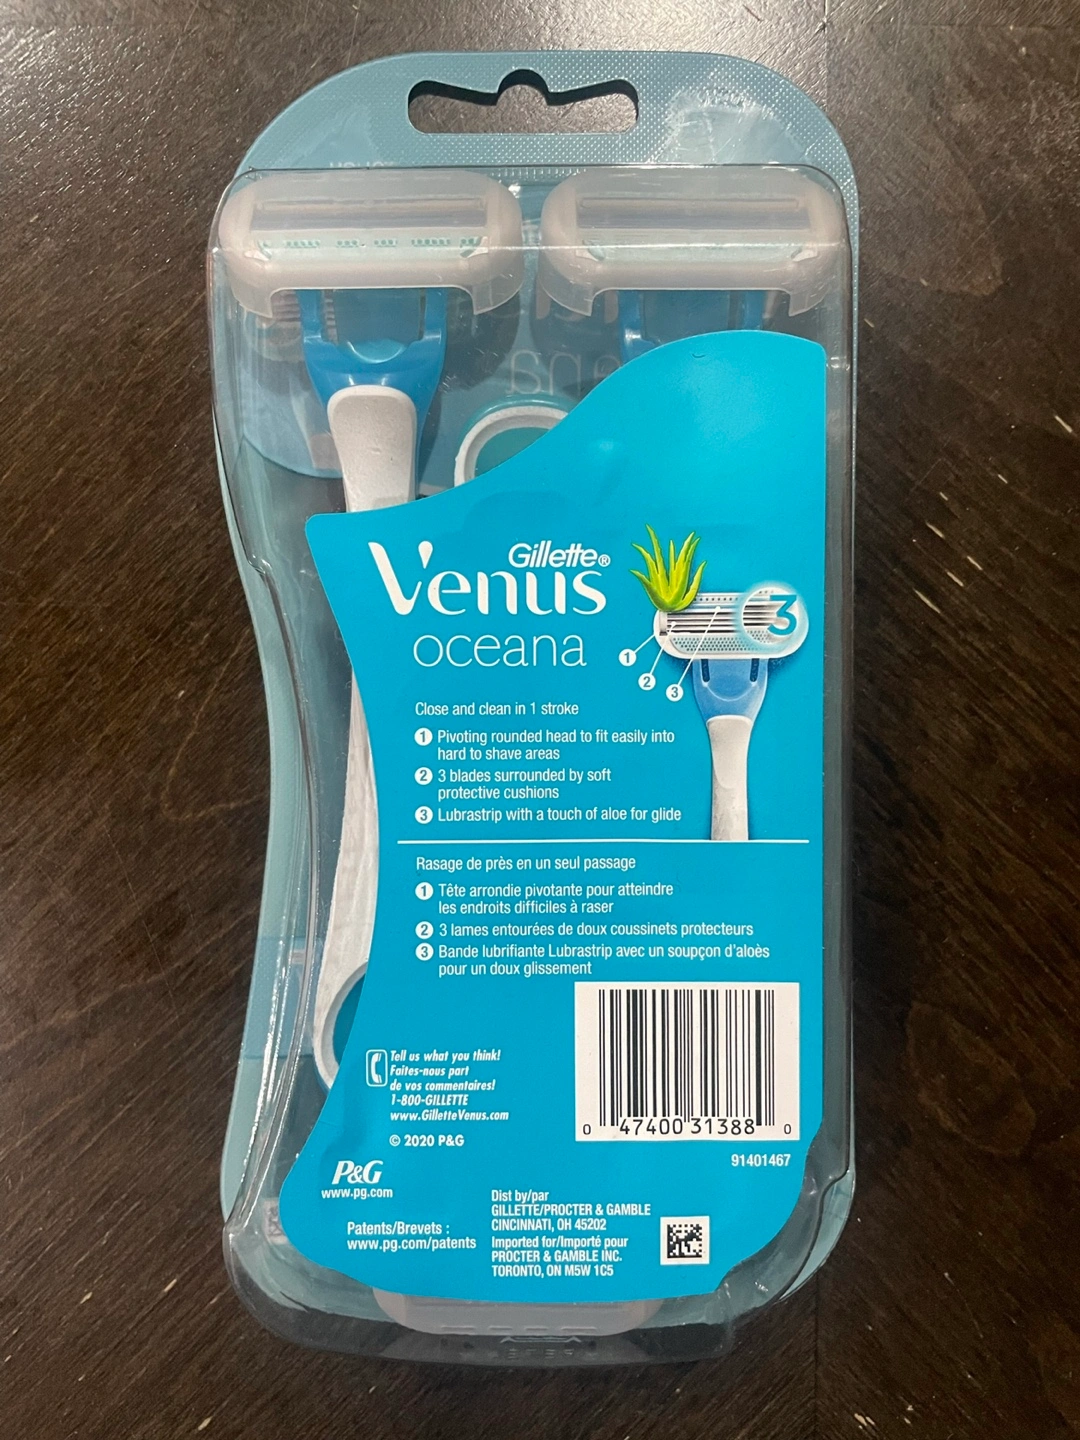 Gillette®
Venus
oceana
3
1
2
3
Close and clean in 1 stroke
1 Pivoting rounded head to fit easily into
hard to shave areas
2 3 blades surrounded by soft
protective cushions
3 Lubrastrip with a touch of aloe for glide
Rasage de près en un seul passage
1 Tête arrondie pivotante pour atteindre
les endroits difficiles à raser
2 3 lames entourées de doux coussinets protecteurs
3 Bande lubrifiante Lubrastrip avec un soupçon d'aloès
pour un doux glissement
Tell us what you think!
Faites-nous part
de vos commentaires!
1-800-GILLETTE
www.GilletteVenus.com
© 2020 P&G
0 47400 31388 0
91401467
P&G
www.pg.com
Patents/Brevets :
www.pg.com/patents
Dist by/par
GILLETTE/PROCTER & GAMBLE
CINCINNATI, OH 45202
Imported for/Importé pour
PROCTER & GAMBLE INC.
TORONTO, ON M5W 1C5